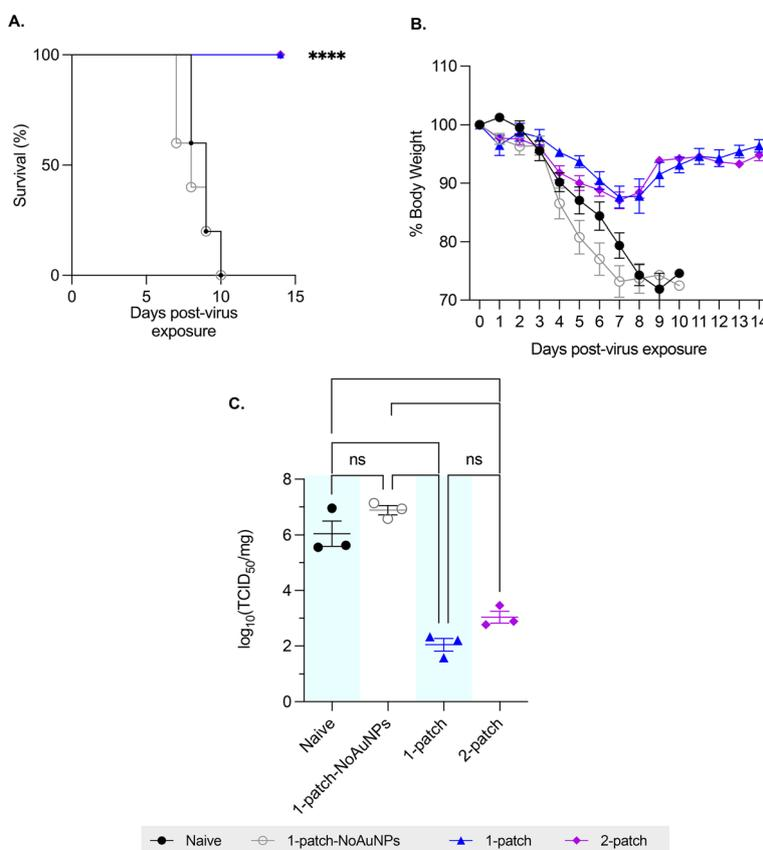 A.
100
50
0
0
5
10
15
Survival (%)
Days post-virus
exposure
****
B.
110
100
90
80
70
% Body Weight
0 1 2 3 4 5 6 7 8 9 10 11 12 13 14
Days post-virus exposure
C.
ns
ns
8
6
4
2
0
log10(TCID50/mg)
Naive
1-patch-NoAuNPs
1-patch
2-patch
Naive 1-patch-NoAuNPs 1-patch 2-patch